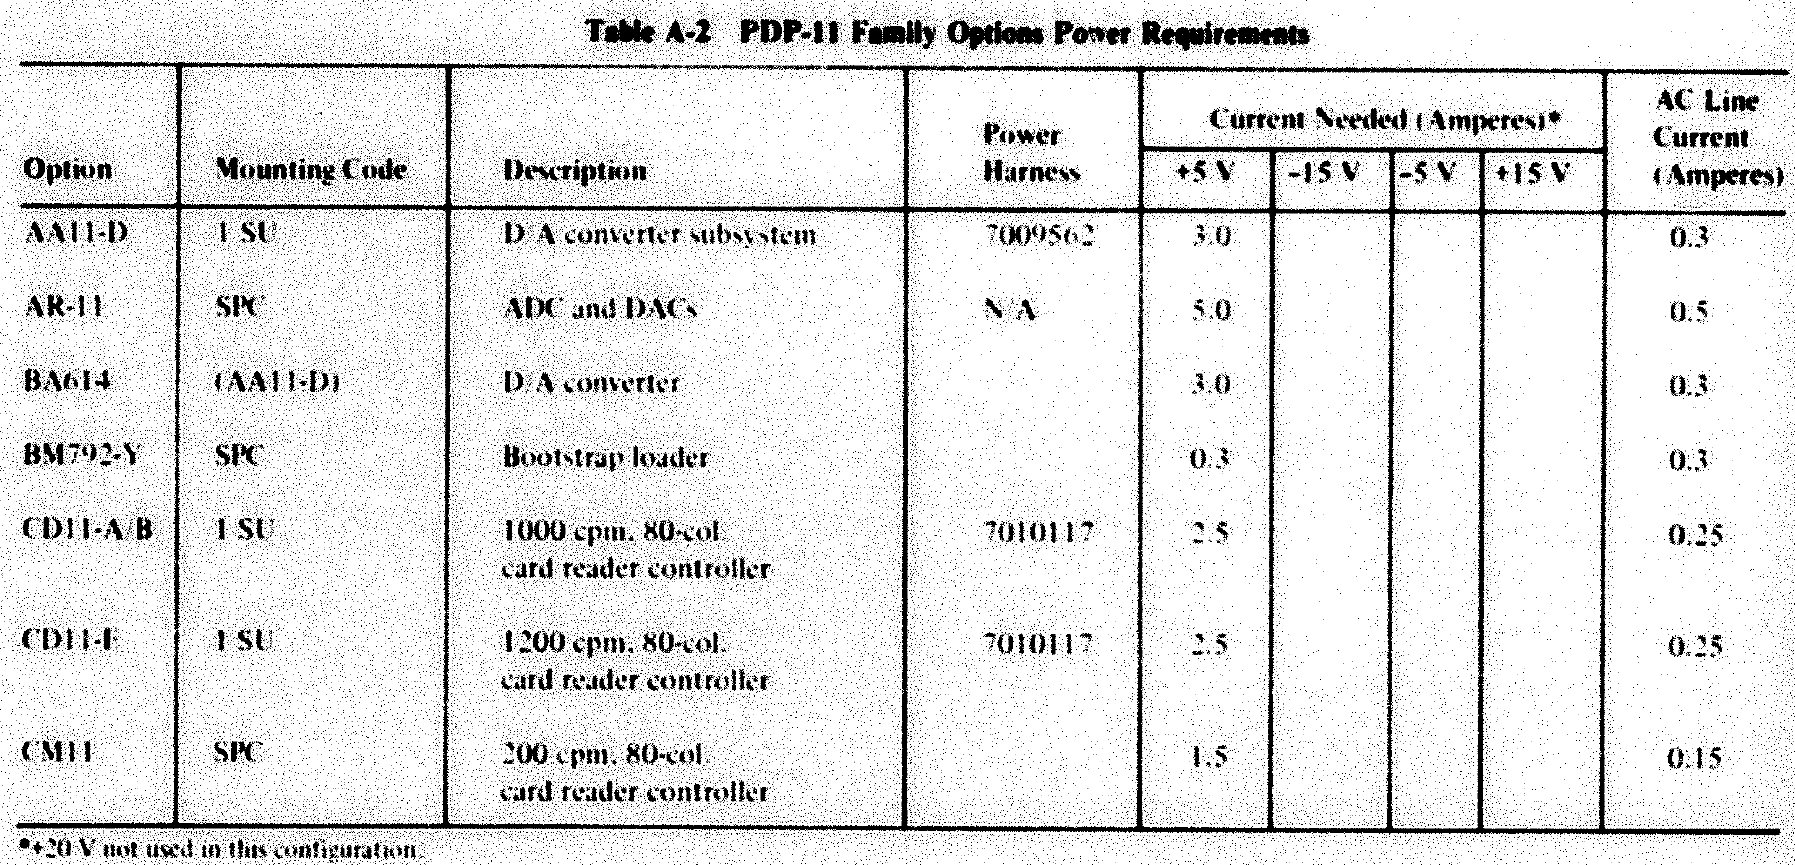 Table A-2 PDP-11 Family Options Power Requirements
Option Mounting Code Description Power Harness Current Needed (Amperes)* AC Line Current (Amperes)
+5 V -15 V -5 V +15 V
AA11-D 1 SU D/A converter subsystem 7009562 3.0 0.3
AR-11 SPC ADC and DACs N/A 5.0 0.5
BA614 (AA11-D) D/A converter 3.0 0.3
BM792-Y SPC Bootstrap loader 0.3 0.3
CD11-A/B 1 SU 1000 cpm, 80-col. 7010117 2.5 0.25
card reader controller
CD11-E 1 SU 1200 cpm, 80-col. 7010117 2.5 0.25
card reader controller
CM11 SPC 200 cpm, 80-col. 1.5 0.15
card reader controller
*+20 V not used in this configuration.